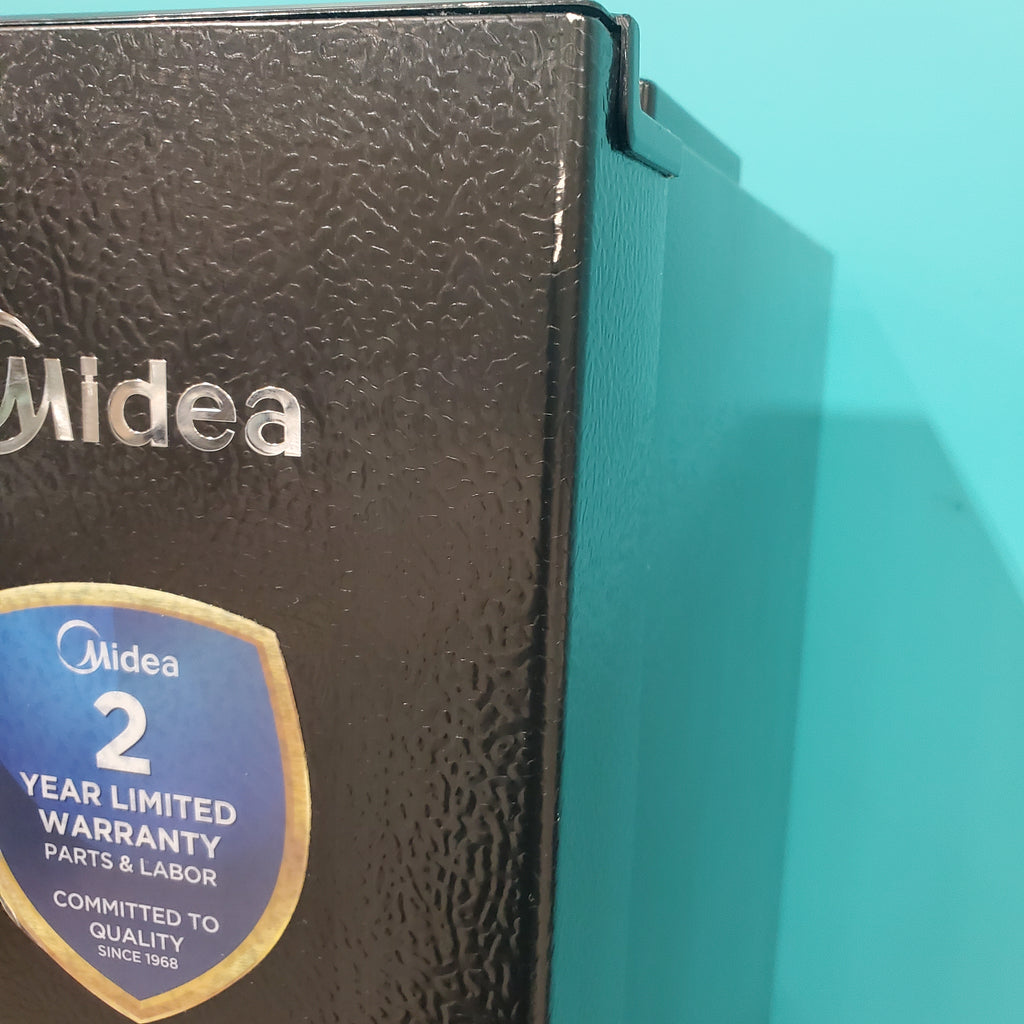 Midea
Midea
2
YEAR LIMITED
WARRANTY
PARTS & LABOR
COMMITTED TO
QUALITY
SINCE 1968